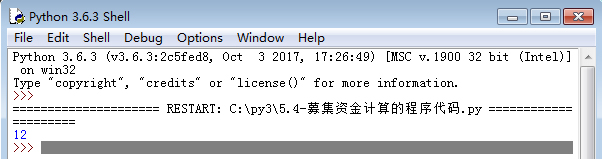 Python 3.6.3 Shell
File Edit Shell Debug Options Window Help
Python 3.6.3 (v3.6.3:2c5fed8, Oct  3 2017, 17:26:49) [MSC v.1900 32 bit (Intel)]
 on win32
Type "copyright", "credits" or "license()" for more information.
>>>
==================== RESTART: C:\py3\5.4-募集资金计算的程序代码.py ============
=========
12
>>>